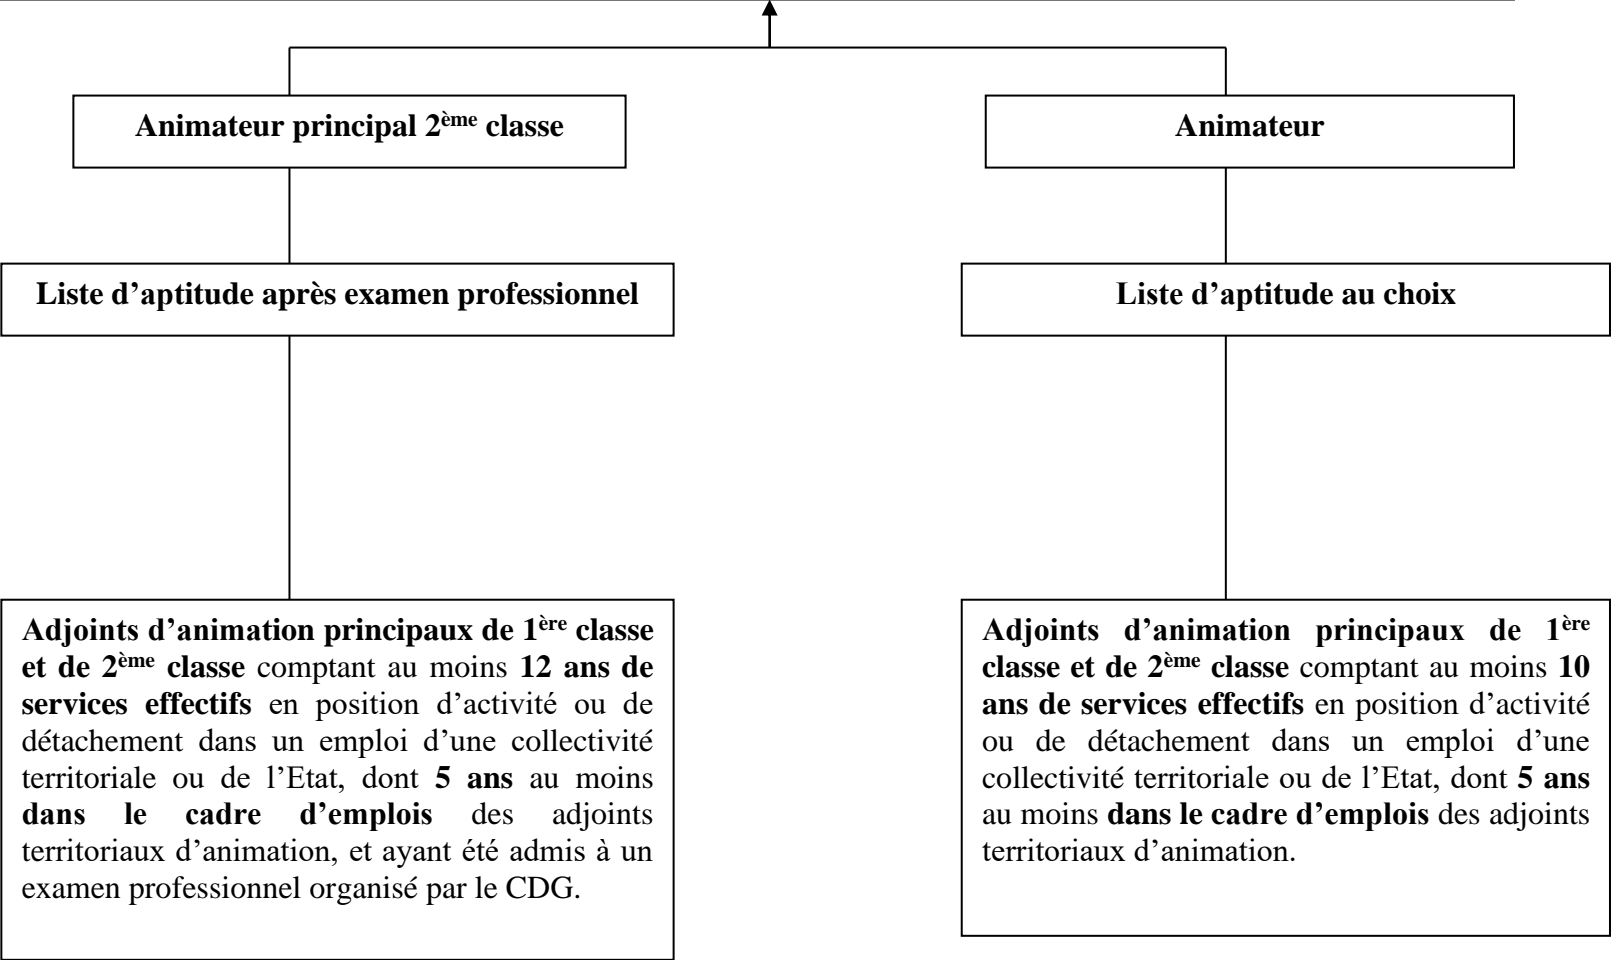 Animateur principal 2ème classe
Animateur
Liste d’aptitude après examen professionnel
Liste d’aptitude au choix
Adjoints d’animation principaux de 1ère classe
et de 2ème classe comptant au moins 12 ans de
services effectifs en position d’activité ou de
détachement dans un emploi d’une collectivité
territoriale ou de l’Etat, dont 5 ans au moins
dans le cadre d’emplois des adjoints
territoriaux d’animation, et ayant été admis à un
examen professionnel organisé par le CDG.
Adjoints d’animation principaux de 1ère
classe et de 2ème classe comptant au moins 10
ans de services effectifs en position d’activité
ou de détachement dans un emploi d’une
collectivité territoriale ou de l’Etat, dont 5 ans
au moins dans le cadre d’emplois des adjoints
territoriaux d’animation.